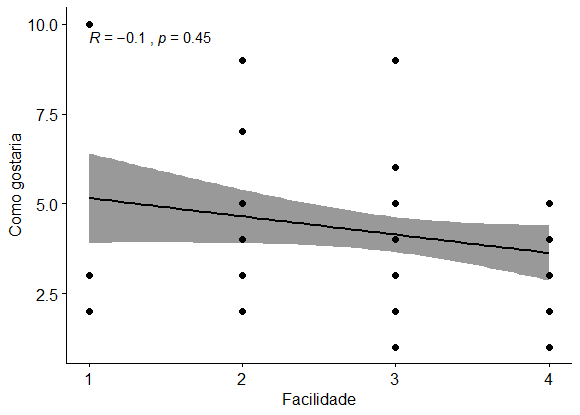 10.0
R = −0.1 , p = 0.45
7.5
5.0
2.5
Como gostaria
1 2 3 4
Facilidade